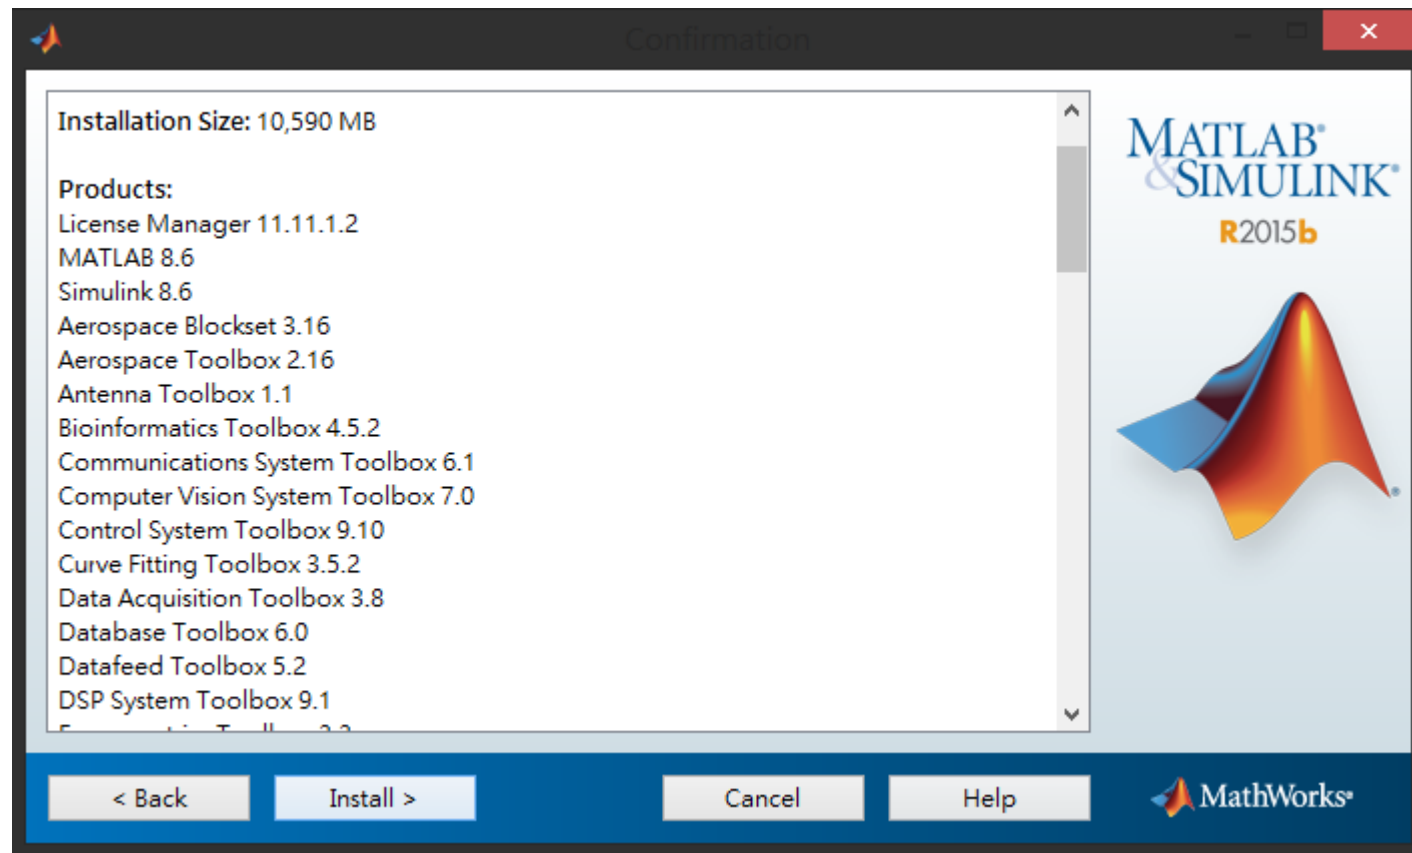 Confirmation
Installation Size: 10,590 MB
Products:
License Manager 11.11.1.2
MATLAB 8.6
Simulink 8.6
Aerospace Blockset 3.16
Aerospace Toolbox 2.16
Antenna Toolbox 1.1
Bioinformatics Toolbox 4.5.2
Communications System Toolbox 6.1
Computer Vision System Toolbox 7.0
Control System Toolbox 9.10
Curve Fitting Toolbox 3.5.2
Data Acquisition Toolbox 3.8
Database Toolbox 6.0
Datafeed Toolbox 5.2
DSP System Toolbox 9.1
MATLAB®
&SIMULINK®
R2015b
®
< Back
Install >
Cancel
Help
MathWorks®